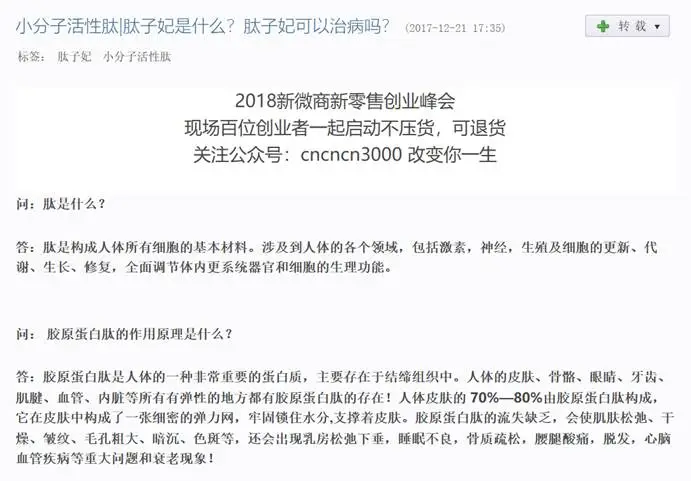 小分子活性肽|肽子妃是什么？肽子妃可以治病吗？ (2017-12-21 17:35)
转载
标签： 肽子妃 小分子活性肽
2018新微商新零售创业峰会
现场百位创业者一起启动不压货，可退货
关注公众号：cncncn3000 改变你一生
问：肽是什么？
答：肽是构成人体所有细胞的基本材料。涉及到人体的各个领域，包括激素，神经，生殖及细胞的更新、代
谢、生长、修复，全面调节体内更系统器官和细胞的生理功能。
问： 胶原蛋白肽的作用原理是什么？
答：胶原蛋白肽是人体的一种非常重要的蛋白质，主要存在于结缔组织中。人体的皮肤、骨骼、眼睛、牙齿、
肌腱、血管、内脏等所有有弹性的地方都有胶原蛋白肽的存在！人体皮肤的 70%—80%由胶原蛋白肽构成，
它在皮肤中构成了一张细密的弹力网，牢固锁住水分,支撑着皮肤。胶原蛋白肽的流失缺乏，会使肌肤松弛、干
燥、皱纹、毛孔粗大、暗沉、色斑等，还会出现乳房松弛下垂，睡眠不良，骨质疏松，腰腿酸痛，脱发，心脑
血管疾病等重大问题和衰老现象！